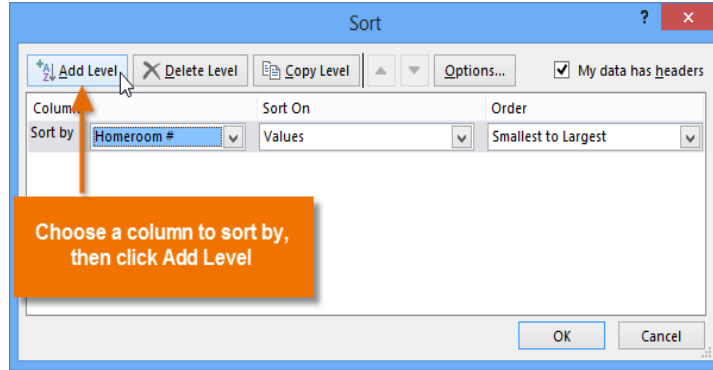 Sort ?
Add Level Delete Level Copy Level Options... My data has headers
Sort On Order
Sort by Homeroom # Values Smallest to Largest
Choose a column to sort by,
then click Add Level
OK Cancel